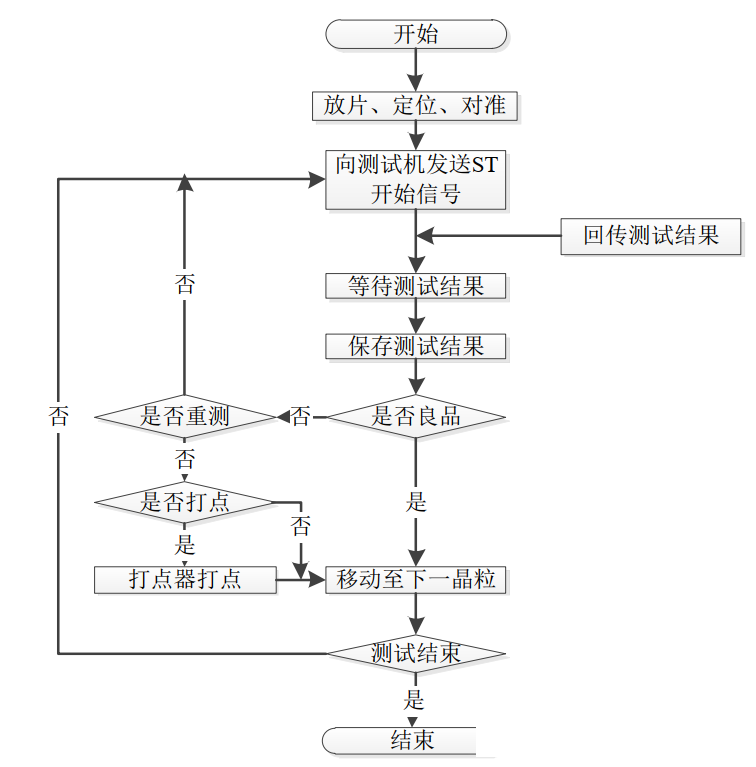 开始
放片、定位、对准
向测试机发送ST
开始信号
回传测试结果
否
等待测试结果
保存测试结果
否
是否重测
否
是否良品
否
是
是否打点
否
是
打点器打点
移动至下一晶粒
测试结束
是
结束